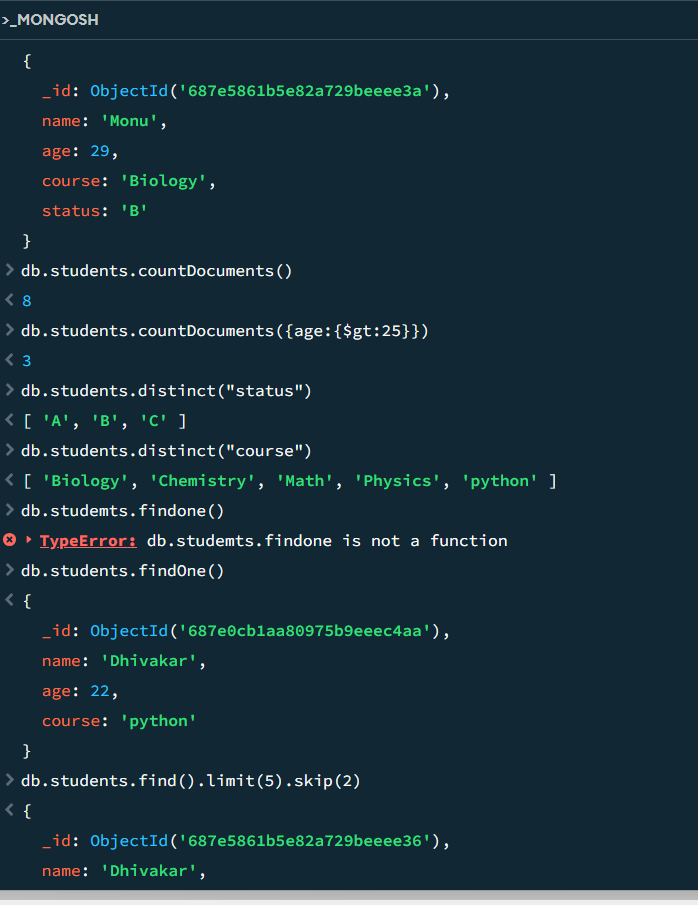 >_MONGOSH
{
_id: ObjectId('687e5861b5e82a729beeee3a'),
name: 'Monu',
age: 29,
course: 'Biology',
status: 'B'
}
> db.students.countDocuments()
< 8
> db.students.countDocuments({age:{$gt:25}})
< 3
> db.students.distinct("status")
< [ 'A', 'B', 'C' ]
> db.students.distinct("course")
< [ 'Biology', 'Chemistry', 'Math', 'Physics', 'python' ]
> db.studemts.findone()
TypeError: db.studemts.findone is not a function
> db.students.findOne()
< {
_id: ObjectId('687e0cb1aa80975b9eeec4aa'),
name: 'Dhivakar',
age: 22,
course: 'python'
}
> db.students.find().limit(5).skip(2)
< {
_id: ObjectId('687e5861b5e82a729beeee36'),
name: 'Dhivakar',